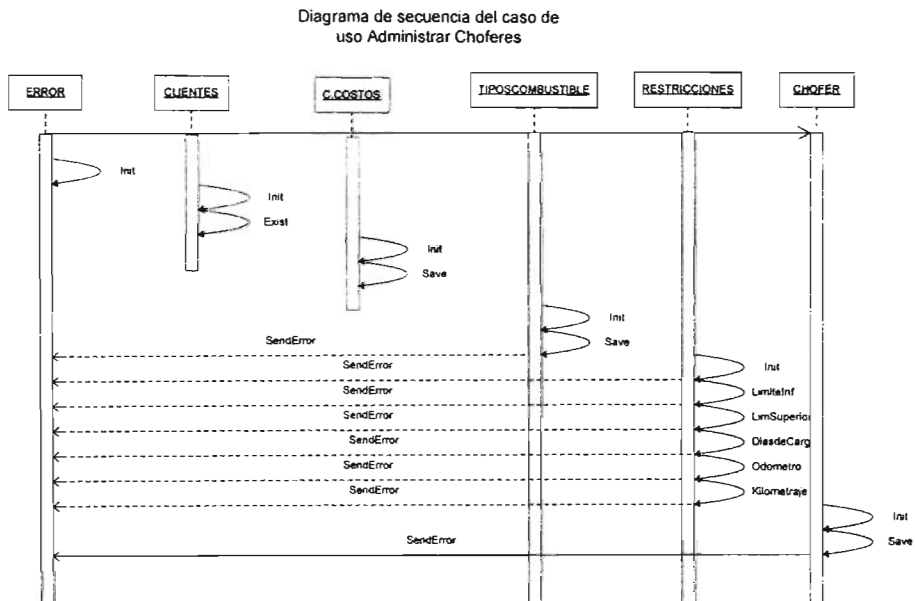 Diagrama de secuencia del caso de
uso Administrar Choferes
ERROR
CLIENTES
C.COSTOS
TIPOSCOMBUSTIBLE
RESTRICCIONES
CHOFER
Init
Init
Exist
Init
Save
Init
Save
SendError
SendError
Init
SendError
LimiteInf
SendError
LimSuperior
SendError
DiasdeCarg
SendError
Odometro
SendError
Kilometraje
Init
SendError
Save